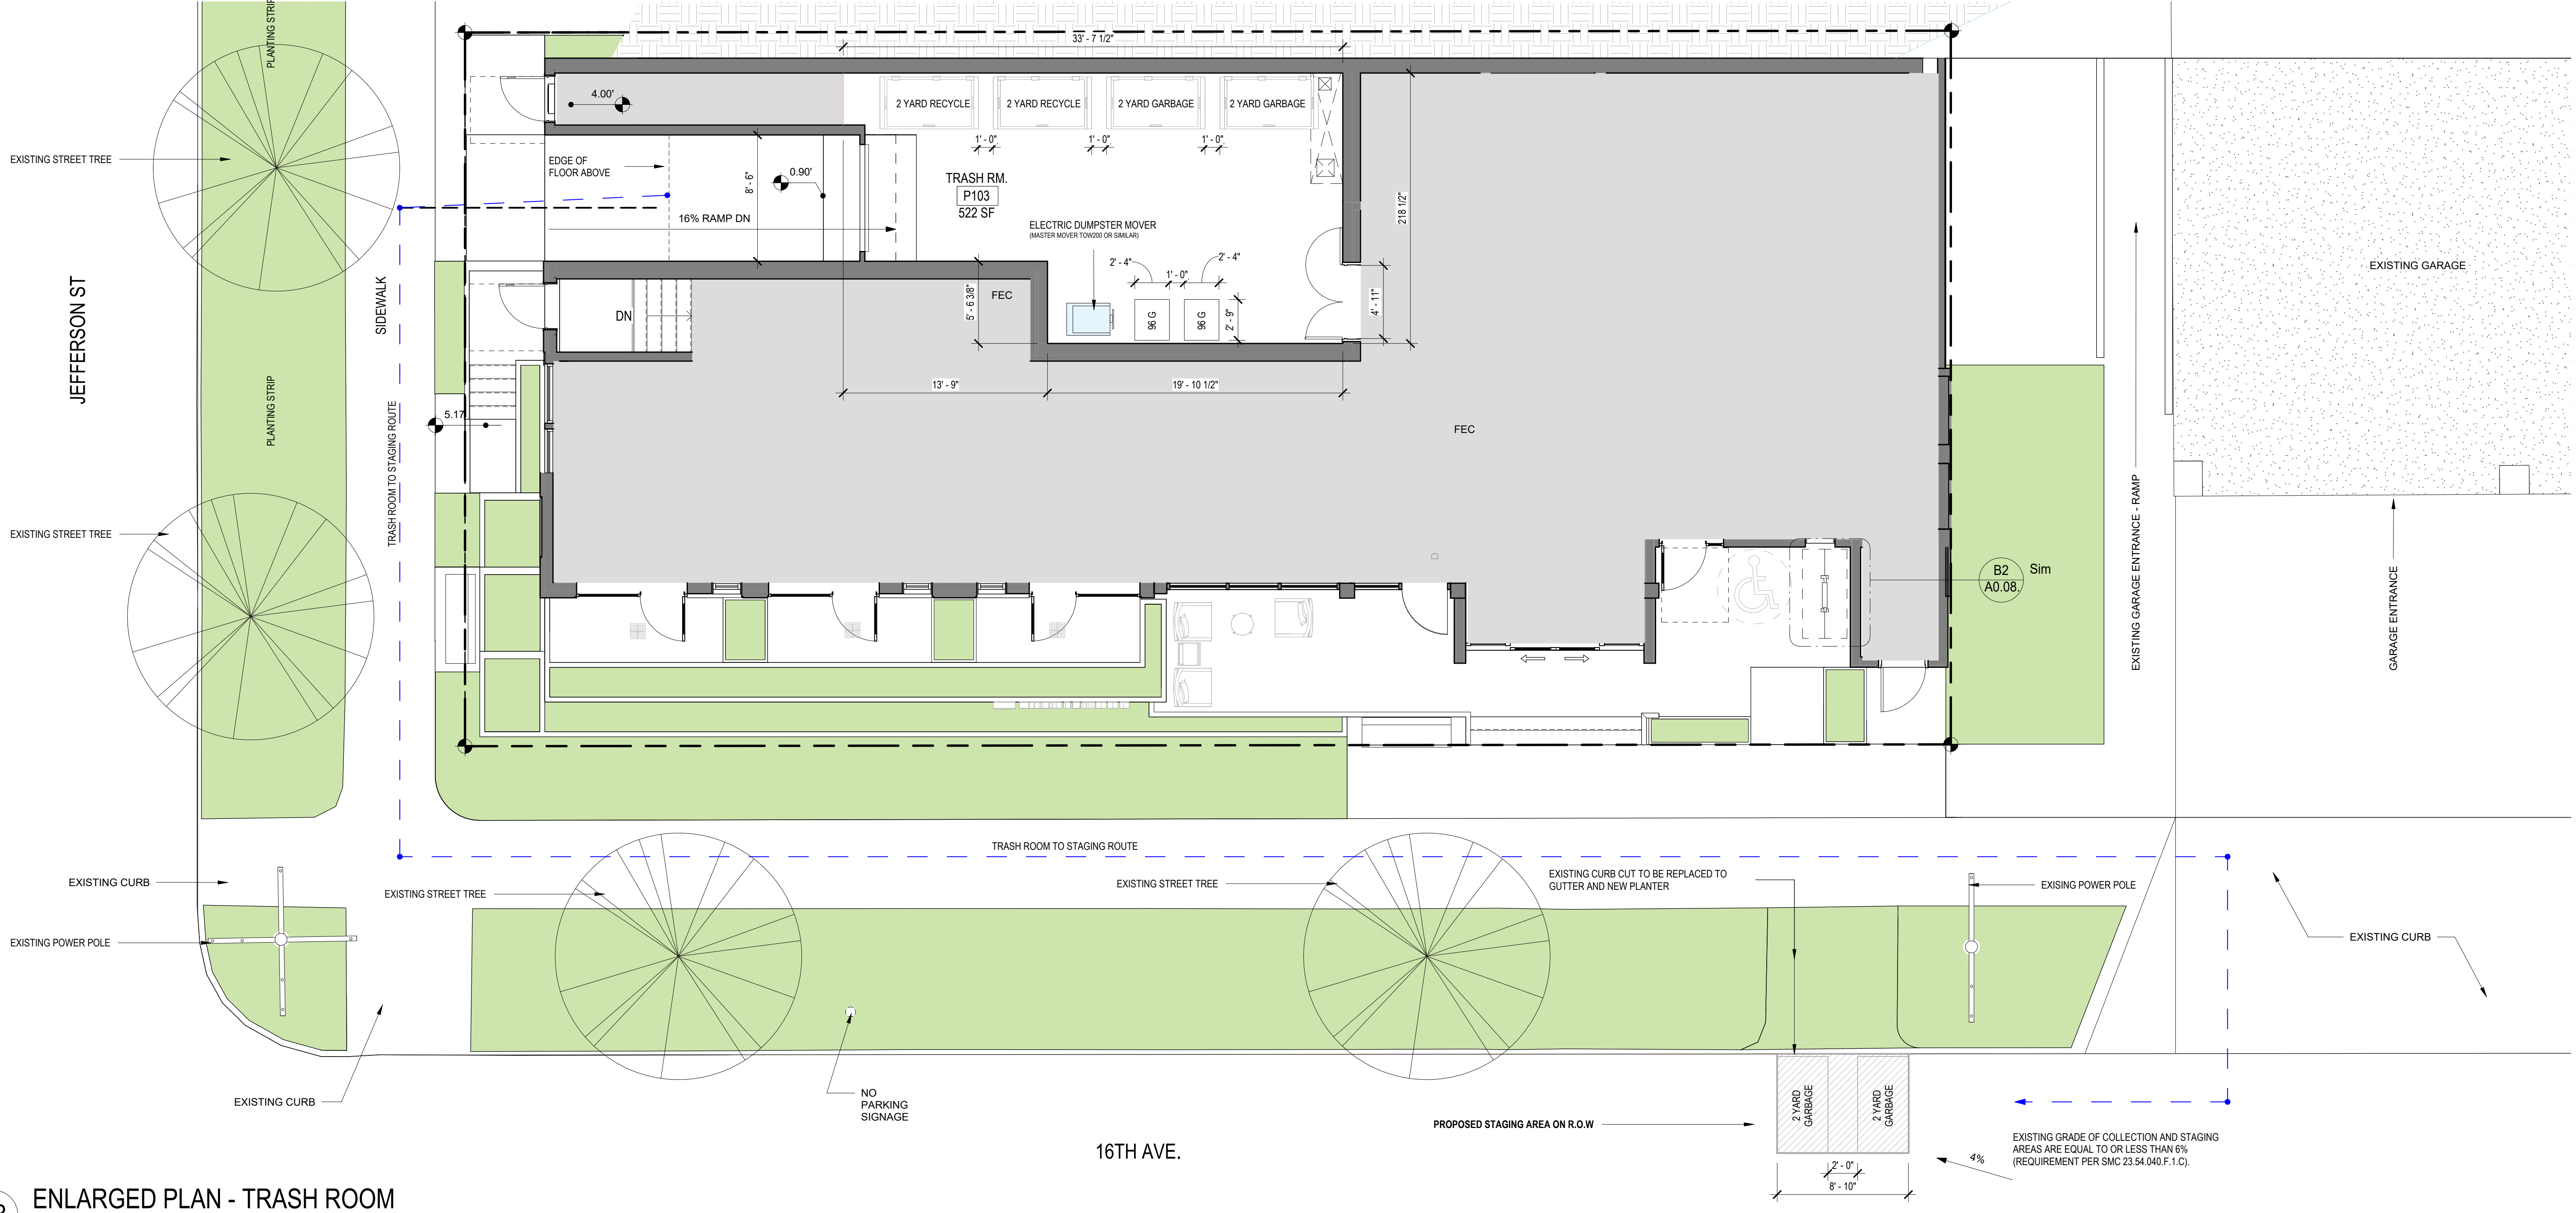 PLANTING STRIP
33' - 7 1/2"
4.00'
2 YARD RECYCLE
2 YARD RECYCLE
2 YARD GARBAGE
2 YARD GARBAGE
1' - 0"
1' - 0"
1' - 0"
EXISTING STREET TREE
EDGE OF
FLOOR ABOVE
8' - 6"
0.90'
TRASH RM.
P103
522 SF
16% RAMP DN
218 1/2"
ELECTRIC DUMPSTER MOVER
(MASTER MOVER TOW200 OR SIMILAR)
2' - 4"
1' - 0"
2' - 4"
EXISTING GARAGE
JEFFERSON ST
SIDEWALK
DN
5' - 6 3/8"
FEC
96 G
96 G
2' - 9"
4' - 11"
13' - 9"
19' - 10 1/2"
5.17
PLANTING STRIP
TRASH ROOM TO STAGING ROUTE
FEC
EXISTING STREET TREE
EXISTING GARAGE ENTRANCE - RAMP
GARAGE ENTRANCE
B2
A0.08.
Sim
TRASH ROOM TO STAGING ROUTE
EXISTING CURB
EXISTING STREET TREE
EXISTING STREET TREE
EXISTING CURB CUT TO BE REPLACED TO
GUTTER AND NEW PLANTER
EXISING POWER POLE
EXISTING POWER POLE
EXISTING CURB
EXISTING CURB
NO
PARKING
SIGNAGE
2 YARD
GARBAGE
2 YARD
GARBAGE
PROPOSED STAGING AREA ON R.O.W
16TH AVE.
EXISTING GRADE OF COLLECTION AND STAGING
AREAS ARE EQUAL TO OR LESS THAN 6%
(REQUIREMENT PER SMC 23.54.040.F.1.C).
4%
2' - 0"
8' - 10"
ENLARGED PLAN - TRASH ROOM